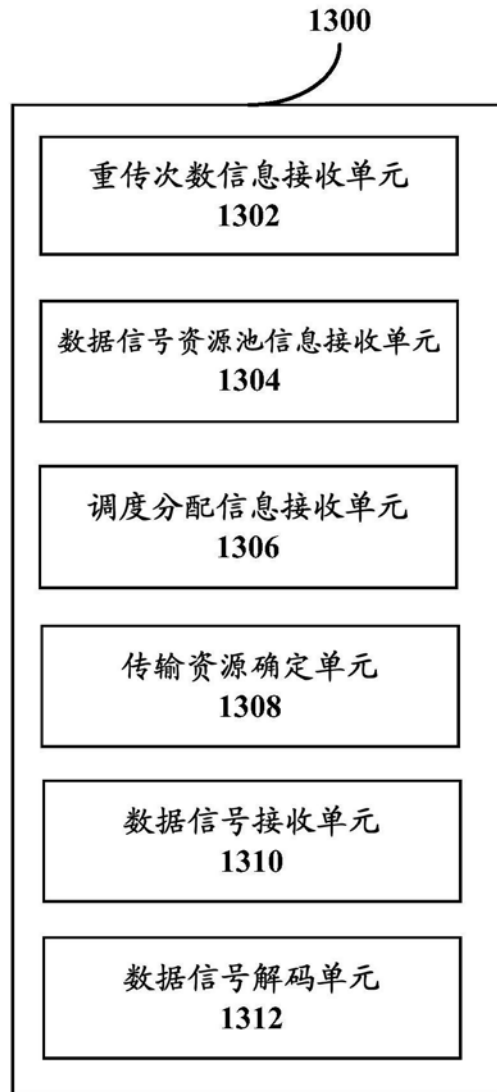 1300
重传次数信息接收单元
1302
数据信号资源池信息接收单元
1304
调度分配信息接收单元
1306
传输资源确定单元
1308
数据信号接收单元
1310
数据信号解码单元
1312